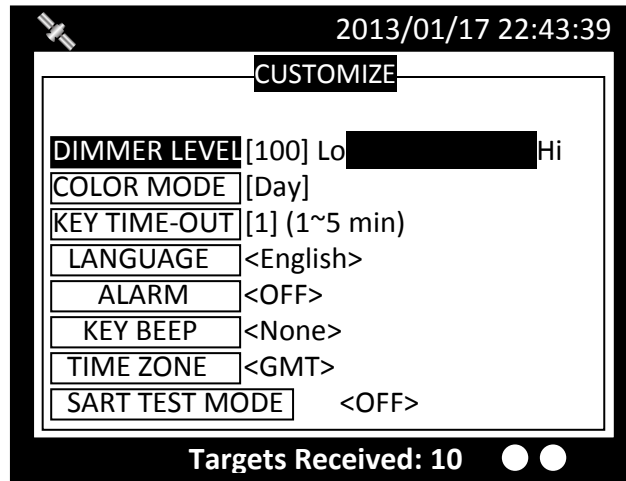 2013/01/17 22:43:39
CUSTOMIZE
DIMMER LEVEL [100] Lo Hi
COLOR MODE [Day]
KEY TIME-OUT [1] (1~5 min)
LANGUAGE <English>
ALARM <OFF>
KEY BEEP <None>
TIME ZONE <GMT>
SART TEST MODE <OFF>
Targets Received: 10